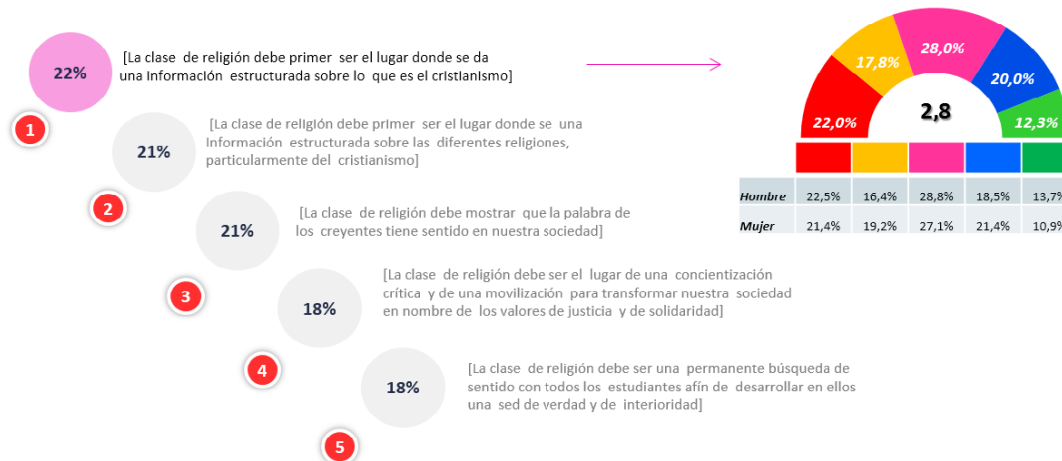 22%
[La clase de religión debe primer ser el lugar donde se da
una información estructurada sobre lo que es el cristianismo]
1
21%
[La clase de religión debe primer ser el lugar donde se una
información estructurada sobre las diferentes religiones,
particularmente del cristianismo]
2
21%
[La clase de religión debe mostrar que la palabra de
los creyentes tiene sentido en nuestra sociedad]
3
18%
[La clase de religión debe ser el lugar de una concientización
crítica y de una movilización para transformar nuestra sociedad
en nombre de los valores de justicia y de solidaridad]
4
18%
[La clase de religión debe ser una permanente búsqueda de
sentido con todos los estudiantes afín de desarrollar en ellos
una sed de verdad y de interioridad]
5
22,0%
17,8%
28,0%
20,0%
12,3%
2,8
Hombre 22,5% 16,4% 28,8% 18,5% 13,7%
Mujer 21,4% 19,2% 27,1% 21,4% 10,9%